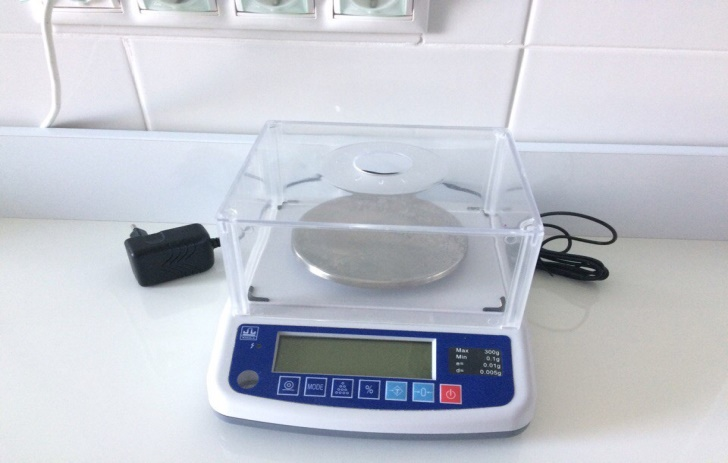 Max 300g
Min 0.1g
e= 0.01g
d= 0.005g
MODE
%